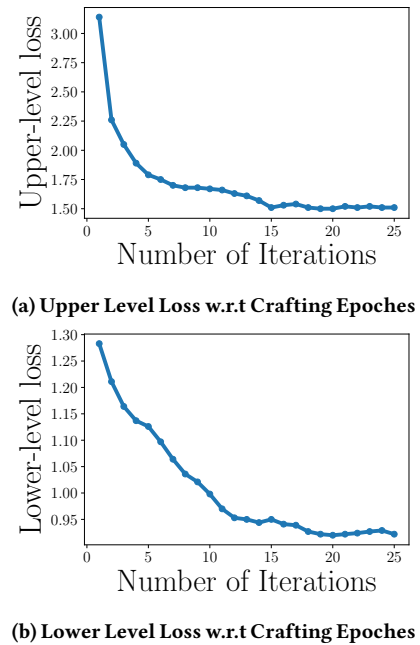 3.00
2.75
2.50
2.25
2.00
1.75
1.50
Upper-level loss
0 5 10 15 20 25
Number of Iterations
(a) Upper Level Loss w.r.t Crafting Epochs
1.30
1.25
1.20
1.15
1.10
1.05
1.00
0.95
Lower-level loss
0 5 10 15 20 25
Number of Iterations
(b) Lower Level Loss w.r.t Crafting Epochs